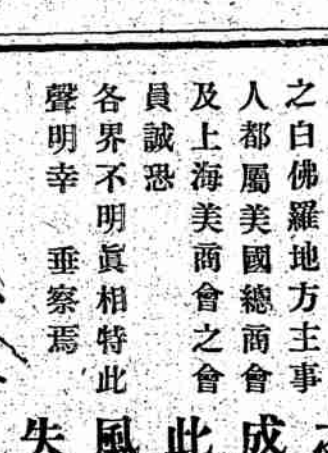 之白佛羅地方主事
人都屬美國總商會
及上海美商會之會
員誠恐
各界不明眞相特此
聲明幸　垂察焉
成
此
風
失